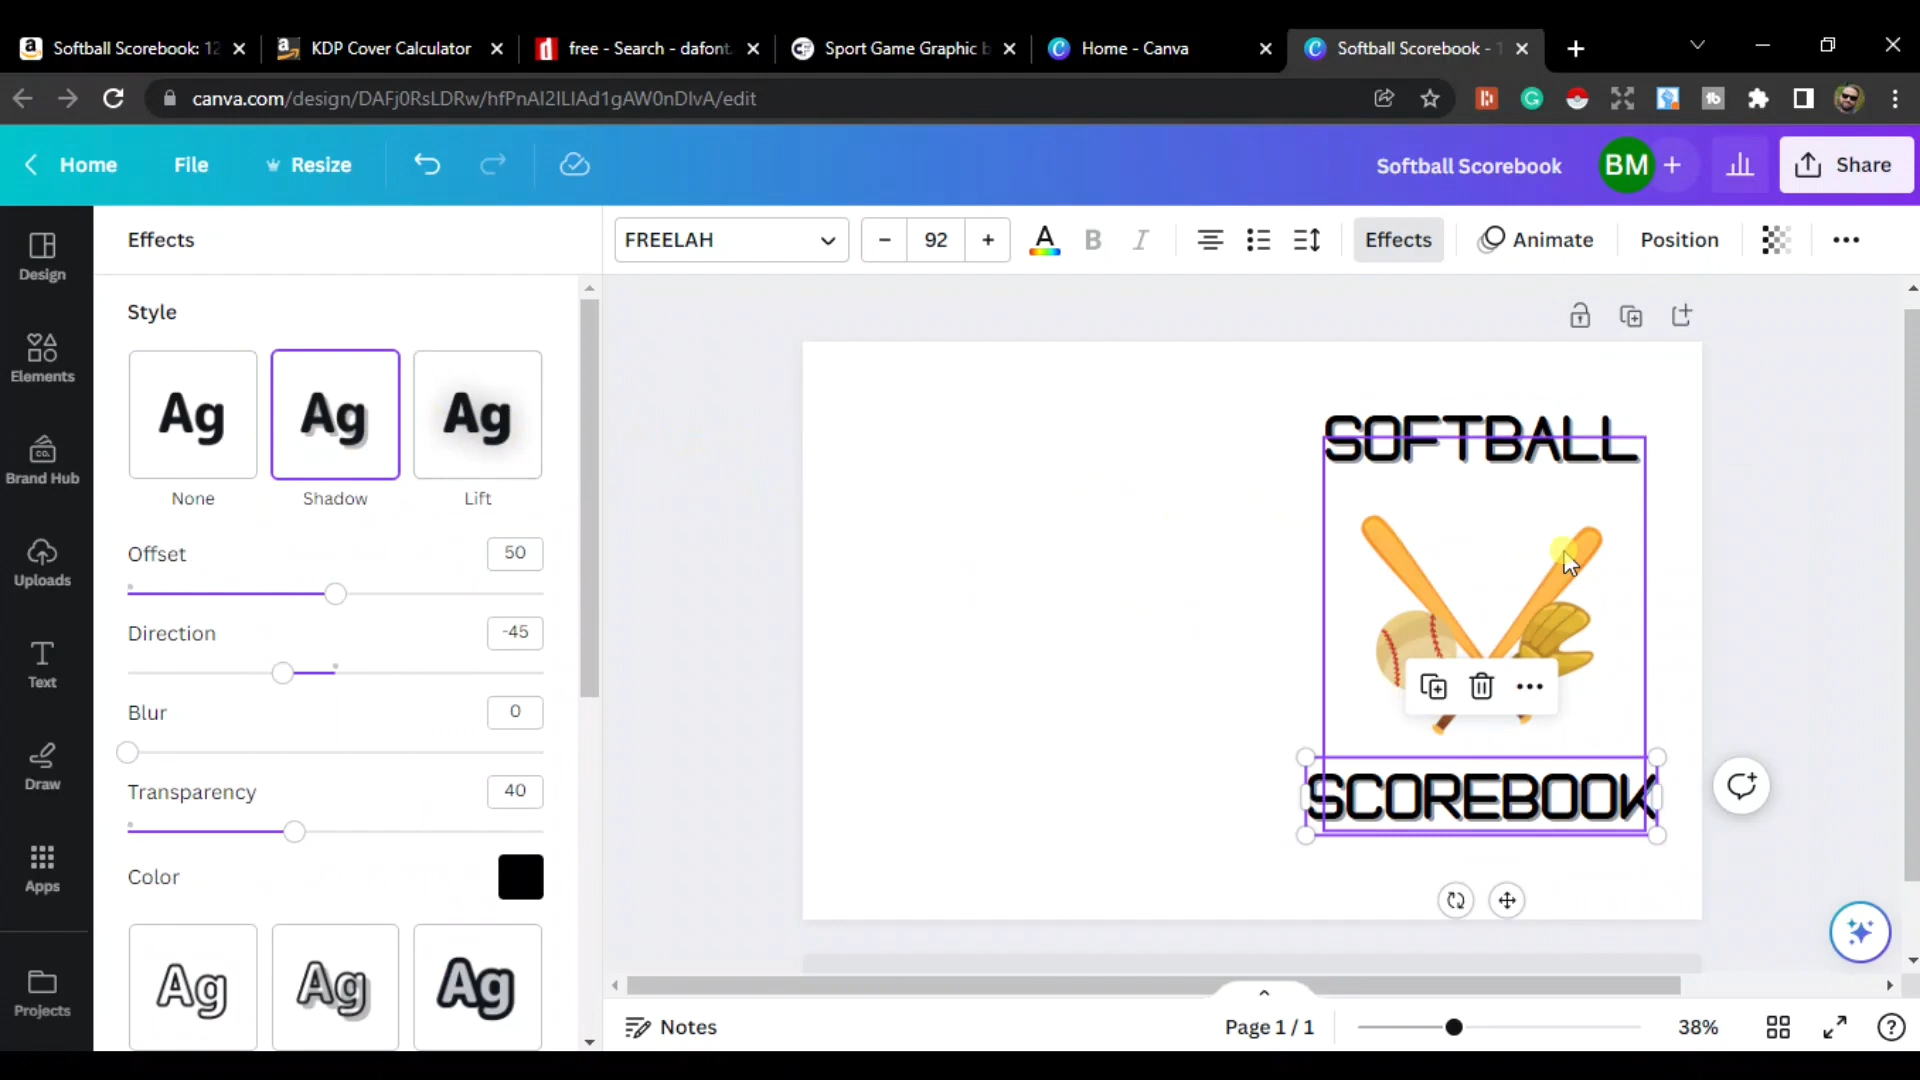 Softball Scorebook: 12
KDP Cover Calculator
free - Search - dafont.
Sport Game Graphic b
Home - Canva
Softball Scorebook - 1
canva.com/design/DAFj0RsLDRw/hfPnAI2ILIAd1gAW0nDIvA/edit
Home
File
Resize
Softball Scorebook
BM
Share
Effects
FREELAH
92
A
B
I
Effects
Animate
Position
Design
Elements
Brand Hub
Uploads
Text
Draw
Apps
Projects
Style
Ag
Ag
Ag
None
Shadow
Lift
Offset
50
Direction
-45
Blur
0
Transparency
40
Color
Ag
Ag
Ag
SOFTBALL
SCOREBOOK
Notes
Page 1 / 1
38%